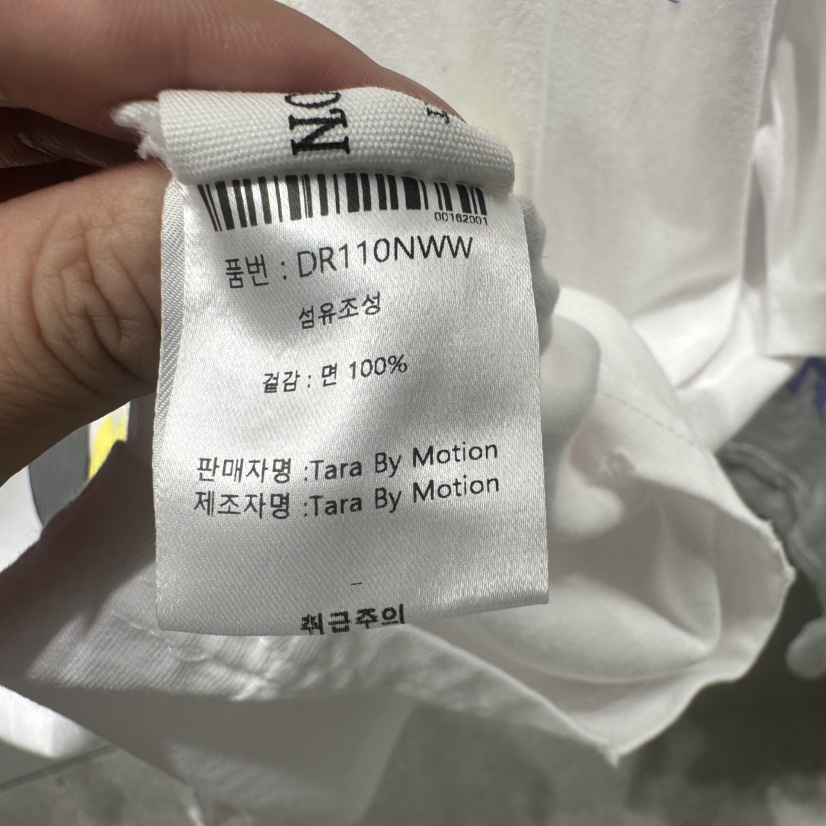 00162001
품번 : DR110NWW
섬유조성
겉감 : 면 100%
판매자명 :Tara By Motion
제조자명 :Tara By Motion
-
취급주의